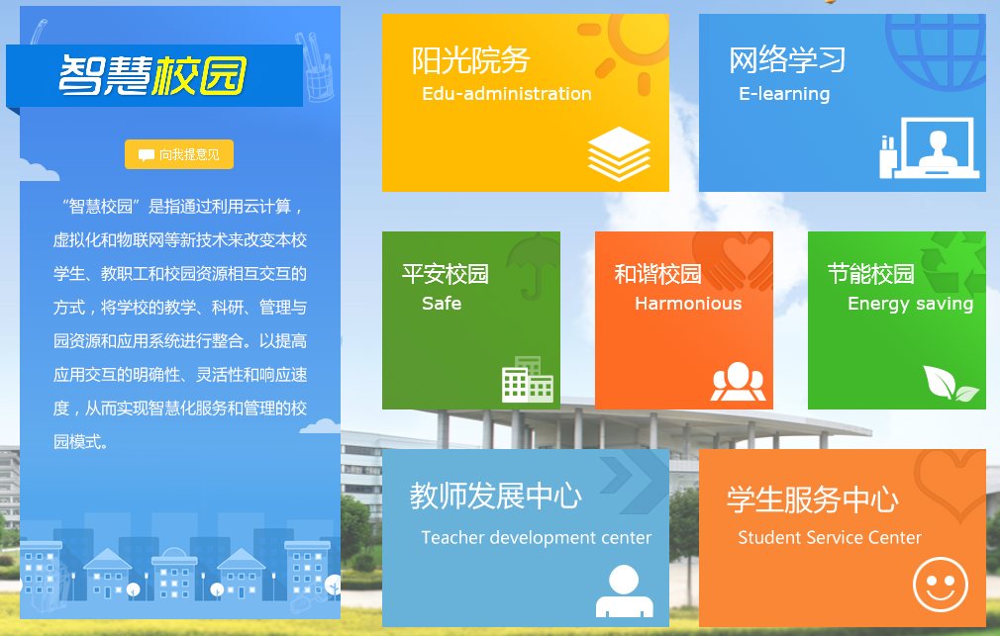 智慧校园
向我提意见
“智慧校园”是指通过利用云计算，
虚拟化和物联网等新技术来改变本校
学生、教职工和校园资源相互交互的
方式，将学校的教学、科研、管理与
园资源和应用系统进行整合。以提高
应用交互的明确性、灵活性和响应速
度，从而实现智慧化服务和管理的校
园模式。
阳光院务
Edu-administration
网络学习
E-learning
平安校园
Safe
和谐校园
Harmonious
节能校园
Energy saving
教师发展中心
Teacher development center
学生服务中心
Student Service Center